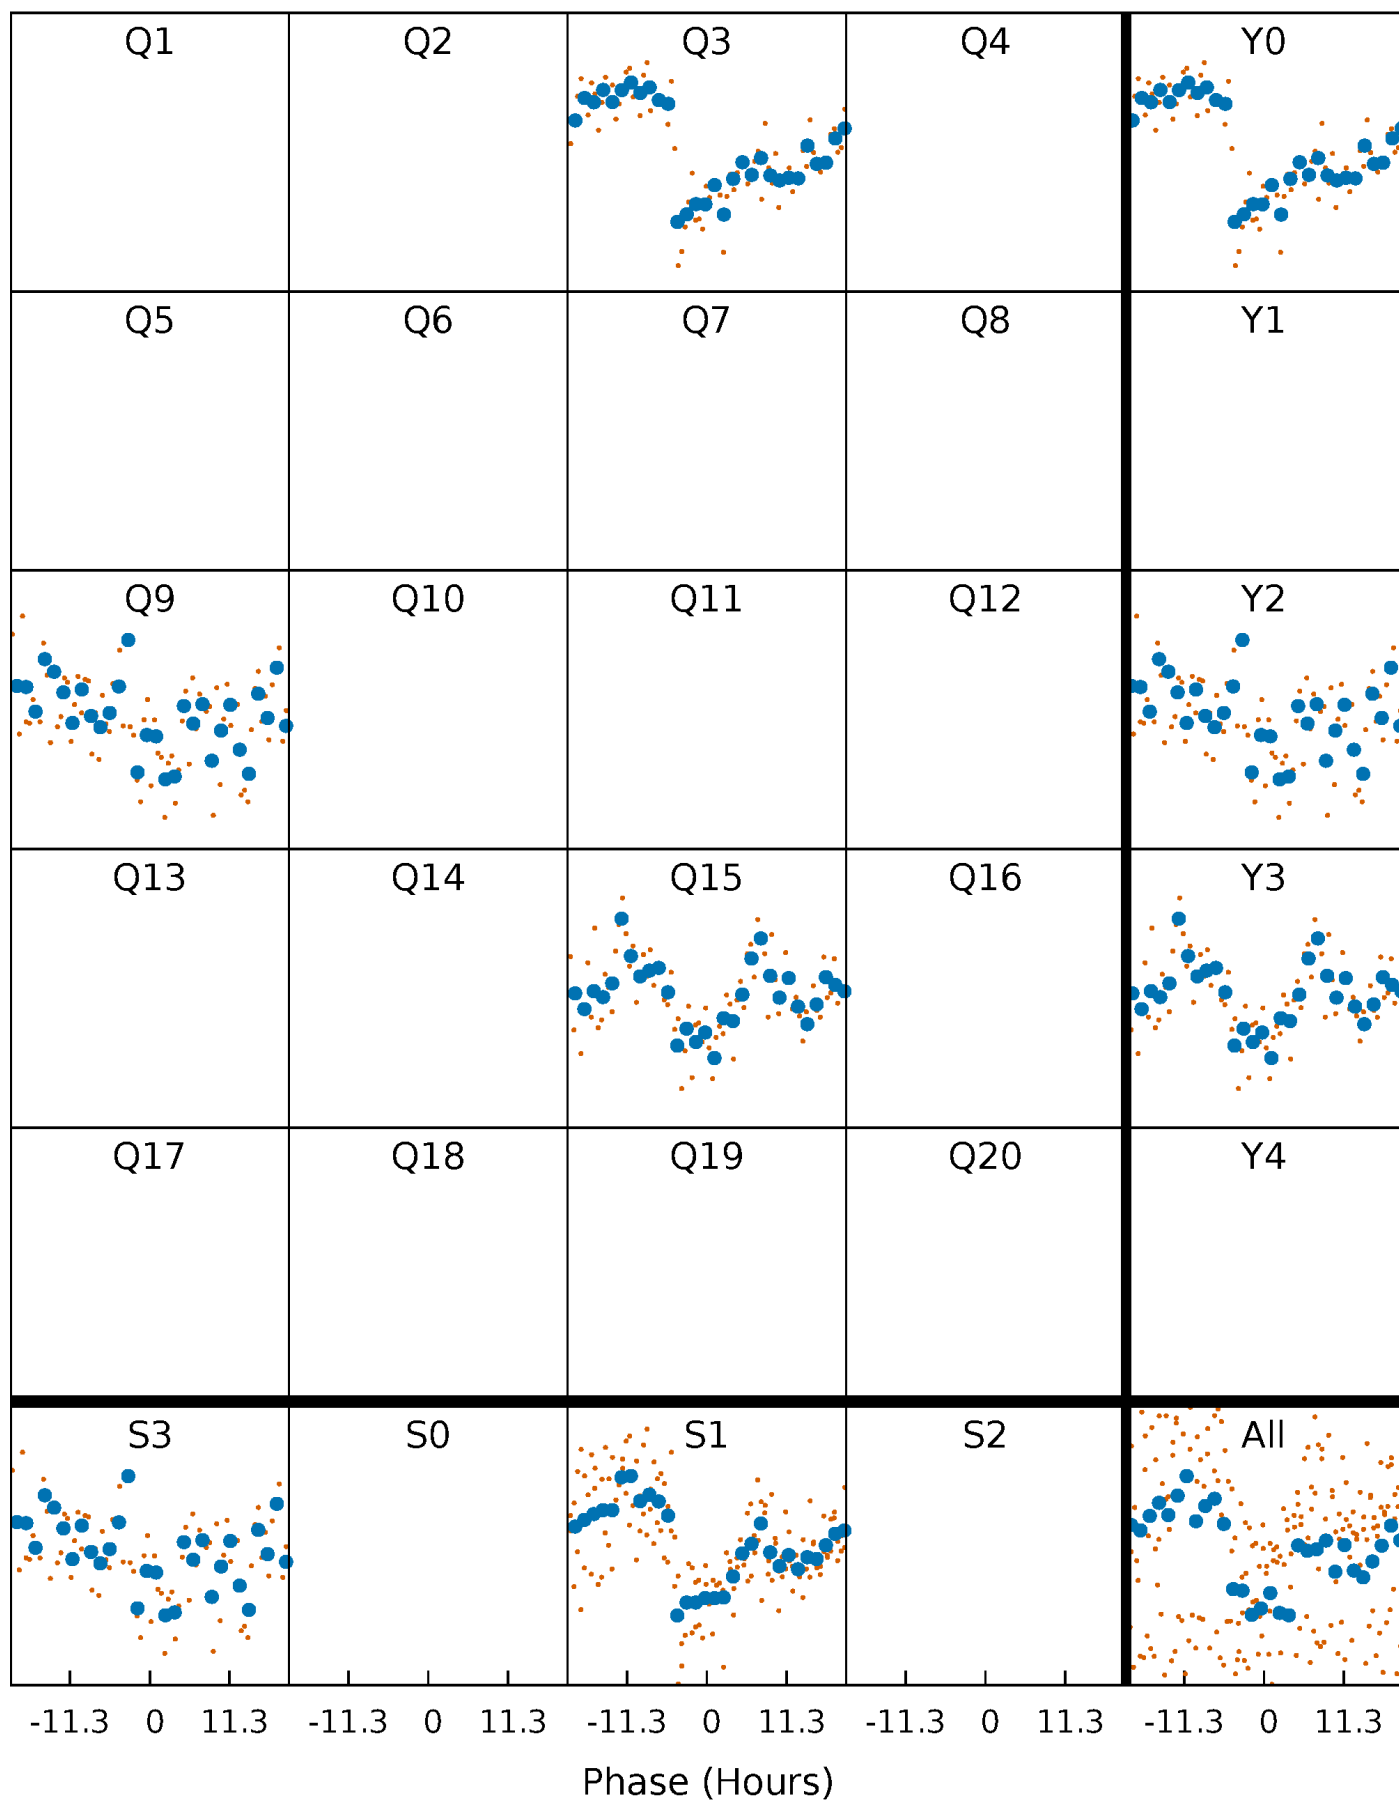 Q1 Q2 Q3 Q4 Y0
Q5 Q6 Q7 Q8 Y1
Q9 Q10 Q11 Q12 Y2
Q13 Q14 Q15 Q16 Y3
Q17 Q18 Q19 Q20 Y4
S3 S0 S1 S2 All
-11.3 0 11.3 -11.3 0 11.3 -11.3 0 11.3 -11.3 0 11.3 -11.3 0 11.3
Phase (Hours)